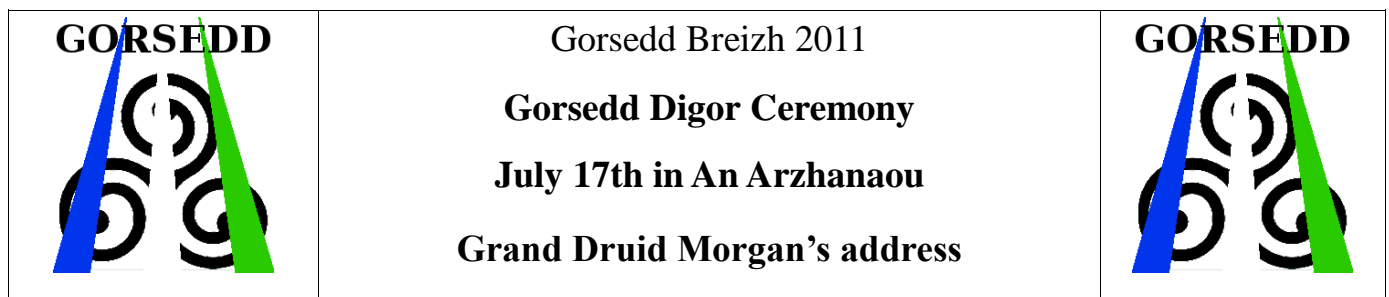 GORSEDD
Gorsedd Breizh 2011
Gorsedd Digor Ceremony
July 17th in An Arzhanaou
Grand Druid Morgan’s address
GORSEDD